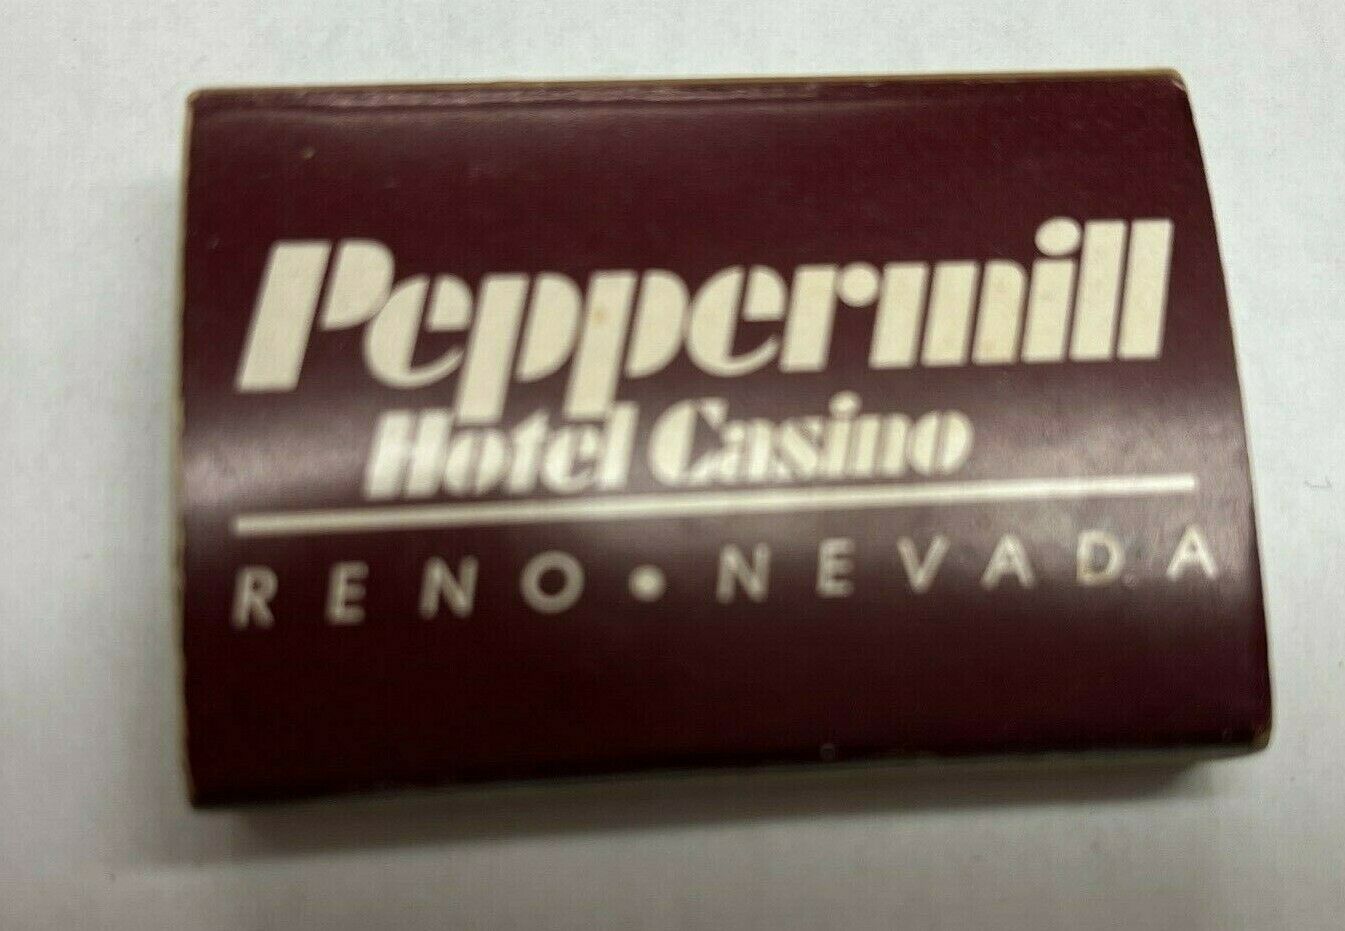 Peppermill
Hotel Casino
RENO • NEVADA